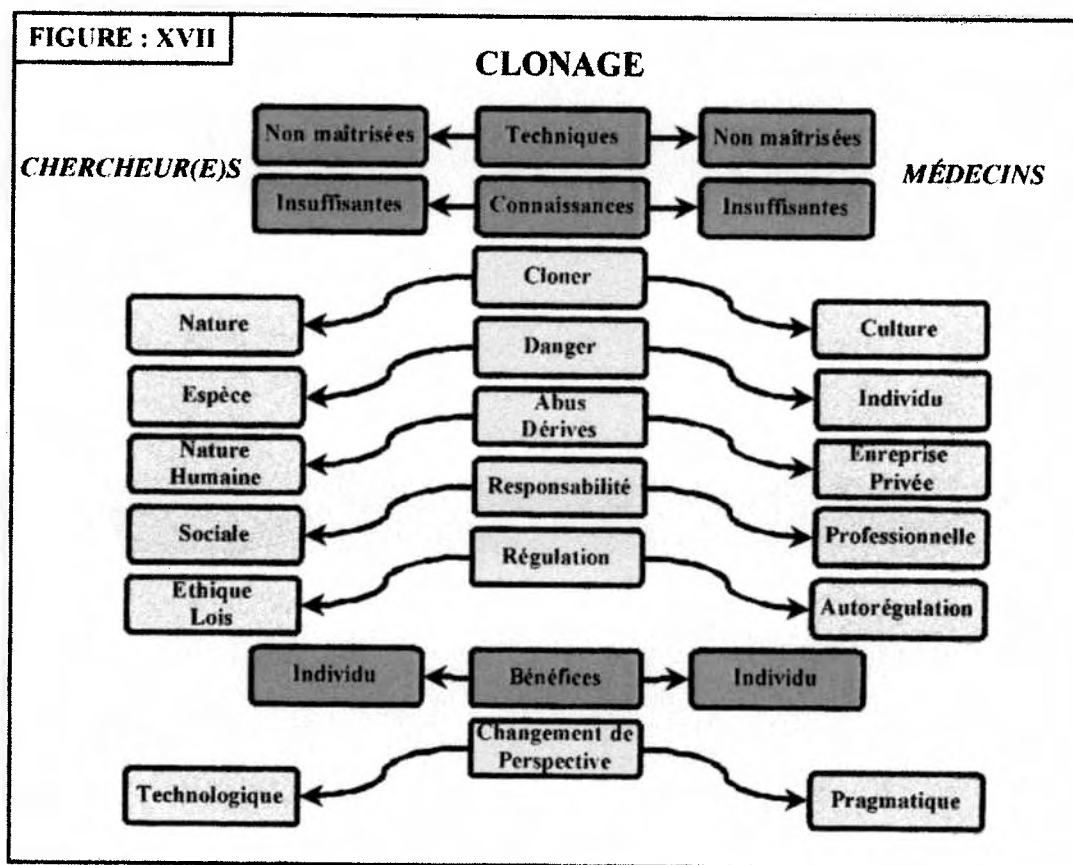 FIGURE : XVII
CLONAGE
Non maîtrisées Techniques Non maîtrisées
CHERCHEUR(E)S MÉDECINS
Insuffisantes Connaissances Insuffisantes
Cloner
Nature Culture
Danger
Espèce Individu
Abus
Dérives
Nature
Humaine
Enreprise
Privée
Responsabilité
Sociale Professionnelle
Régulation
Ethique
Lois
Autorégulation
Individu Bénéfices Individu
Changement de
Perspective
Technologique Pragmatique